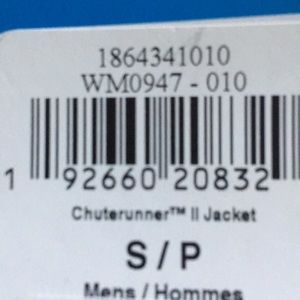 1864341010
WM0947 - 010
1 92660 20832
Chuterunner™ II Jacket
S / P
Mens / Hommes